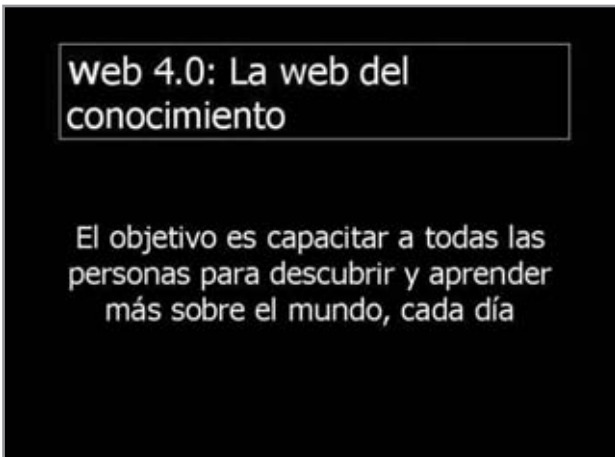 Web 4.0: La web del
conocimiento
El objetivo es capacitar a todas las
personas para descubrir y aprender
más sobre el mundo, cada día